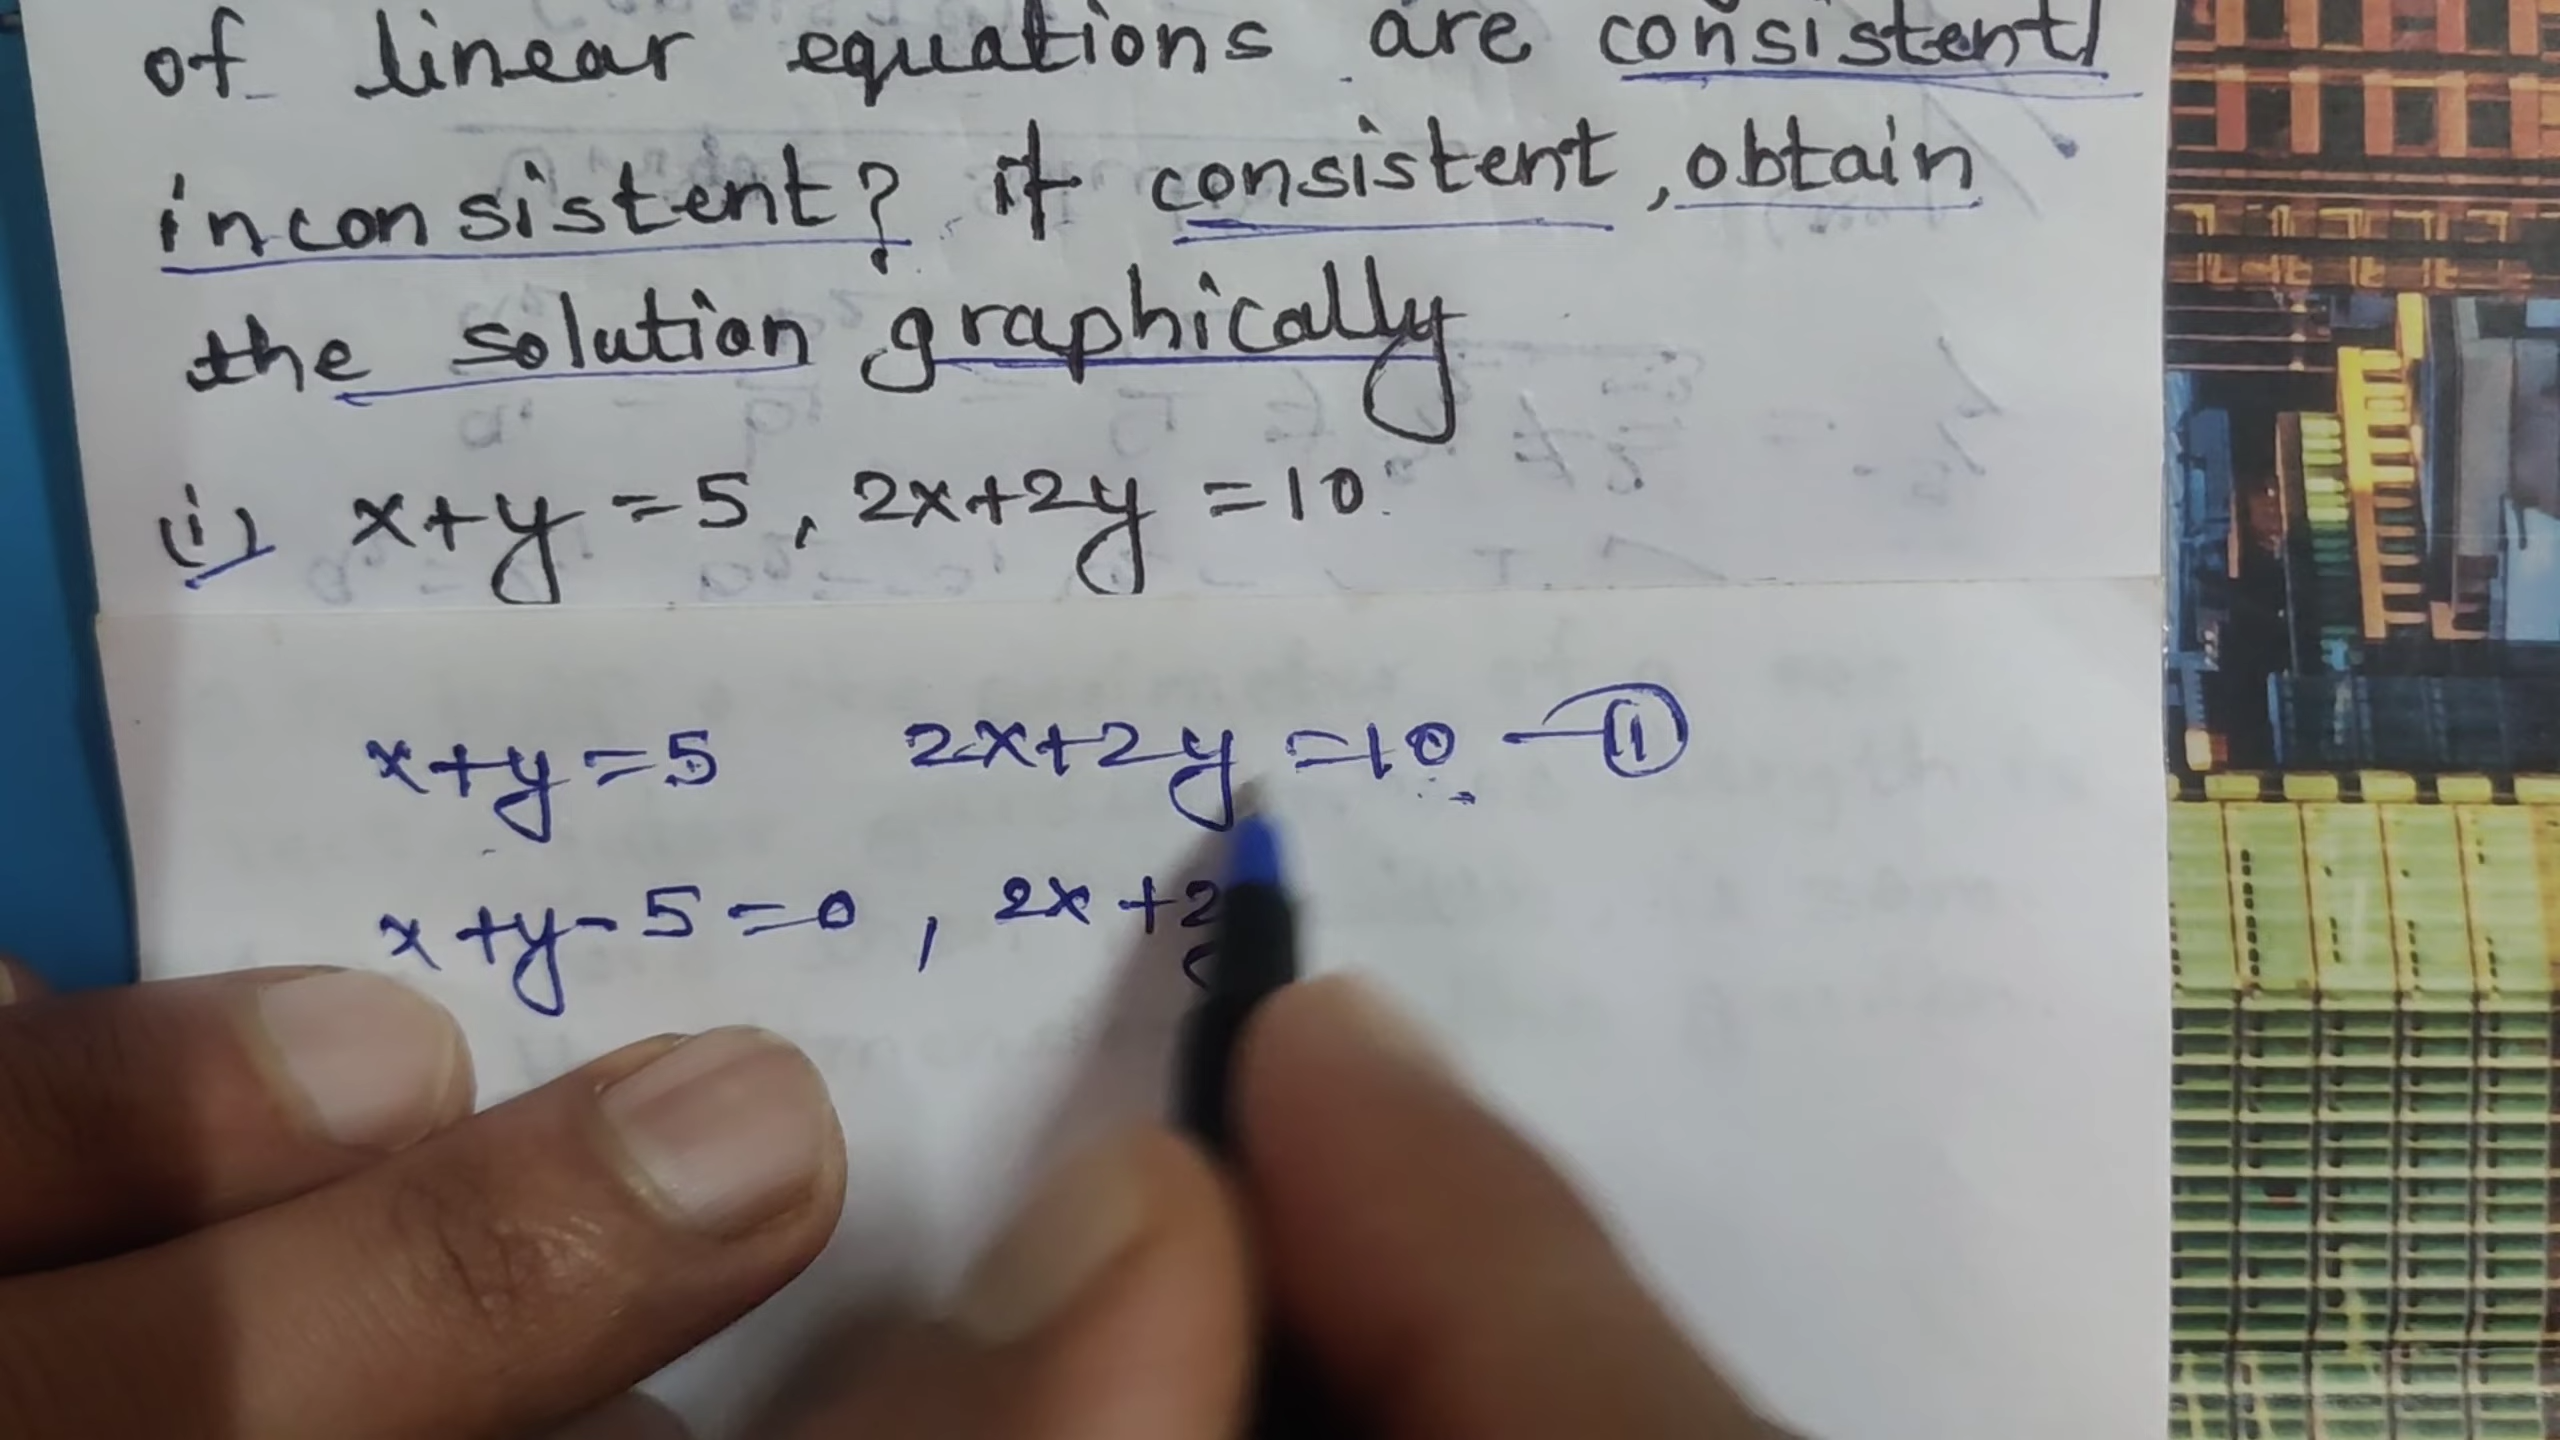 of linear equations are consistent/
inconsistent? if consistent, obtain
the solution graphically
(i) x+y=5, 2x+2y=10
x+y=5 2x+2y=10 —①
x+y-5=0, 2x+2